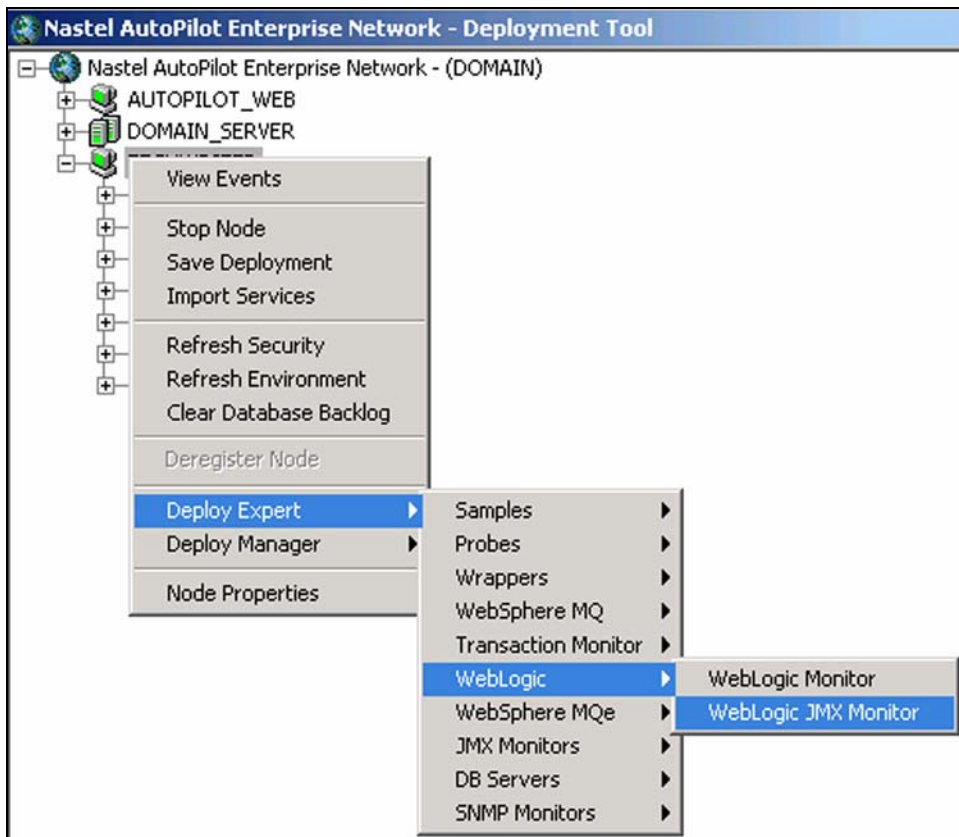 Nastel AutoPilot Enterprise Network - Deployment Tool
Nastel AutoPilot Enterprise Network - (DOMAIN)
AUTOPILOT_WEB
DOMAIN_SERVER
View Events
Stop Node
Save Deployment
Import Services
Refresh Security
Refresh Environment
Clear Database Backlog
Deregister Node
Deploy Expert
Deploy Manager
Node Properties
Samples
Probes
Wrappers
WebSphere MQ
Transaction Monitor
WebLogic
WebSphere MQe
JMX Monitors
DB Servers
SNMP Monitors
WebLogic Monitor
WebLogic JMX Monitor